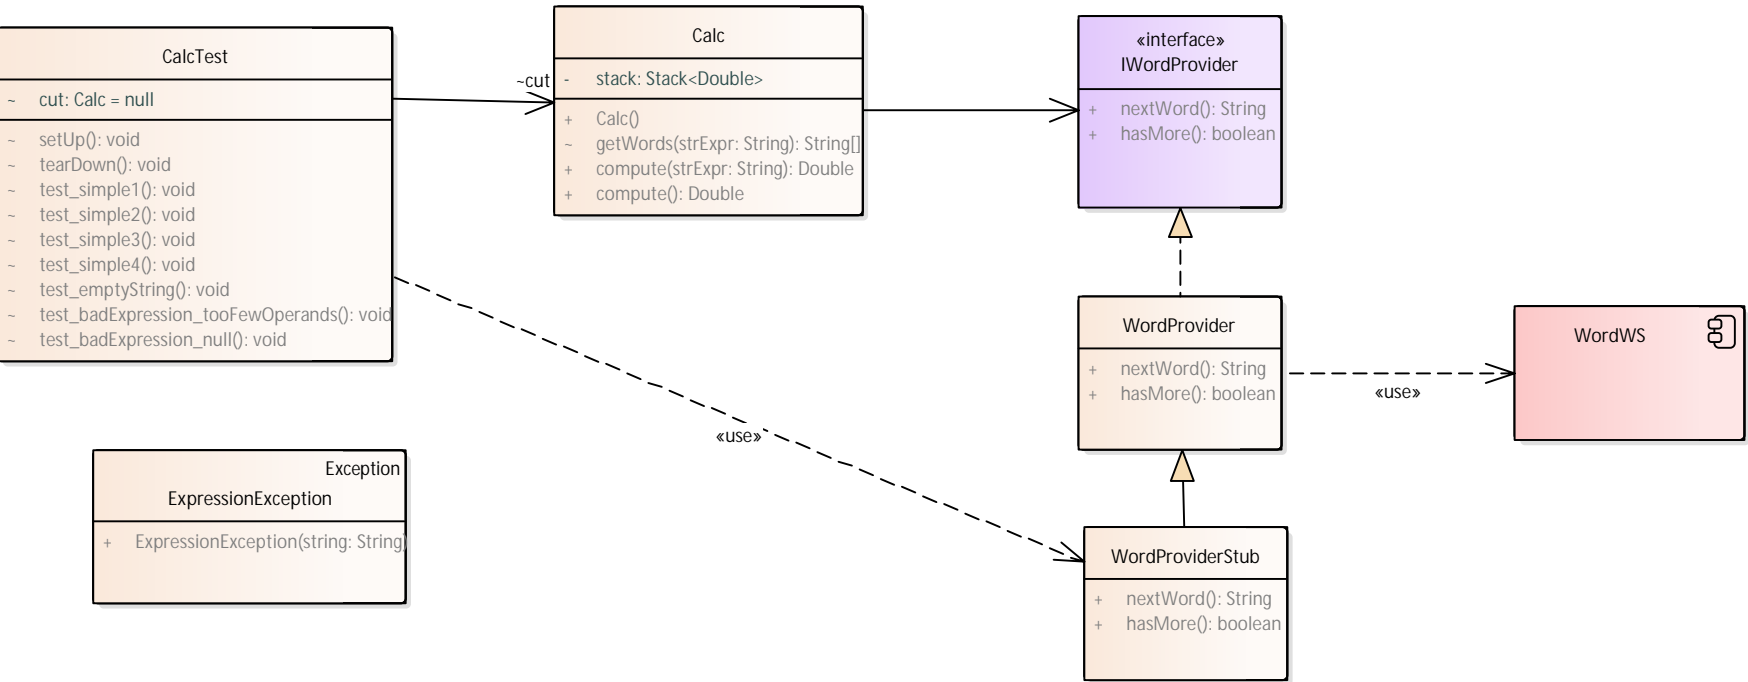 CalcTest
~ cut: Calc = null
~ setUp(): void
~ tearDown(): void
~ test_simple1(): void
~ test_simple2(): void
~ test_simple3(): void
~ test_simple4(): void
~ test_emptyString(): void
~ test_badExpression_tooFewOperands(): void
~ test_badExpression_null(): void
~cut
Calc
- stack: Stack<Double>
+ Calc()
~ getWords(strExpr: String): String[]
+ compute(strExpr: String): Double
+ compute(): Double
«interface»
IWordProvider
+ nextWord(): String
+ hasMore(): boolean
WordProvider
+ nextWord(): String
+ hasMore(): boolean
«use»
WordWS
«use»
Exception
ExpressionException
+ ExpressionException(string: String)
WordProviderStub
+ nextWord(): String
+ hasMore(): boolean